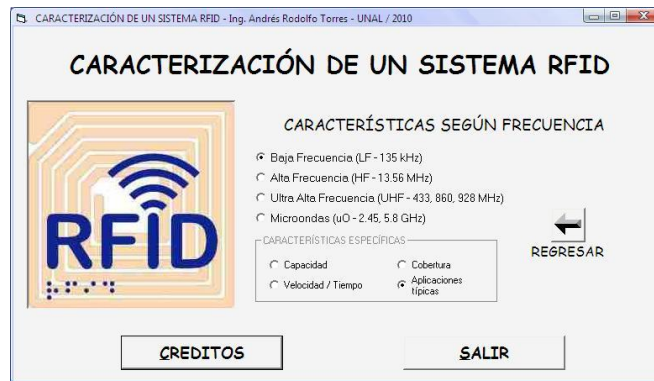 CARACTERIZACIÓN DE UN SISTEMA RFID - Ing. Andrés Rodolfo Torres - UNAL / 2010
CARACTERIZACIÓN DE UN SISTEMA RFID
RFID
CARACTERÍSTICAS SEGÚN FRECUENCIA
Baja Frecuencia (LF - 135 kHz)
Alta Frecuencia (HF - 13.56 MHz)
Ultra Alta Frecuencia (UHF - 433, 860, 928 MHz)
Microondas (uO - 2.45, 5.8 GHz)
CARACTERÍSTICAS ESPECÍFICAS
Capacidad
Cobertura
Velocidad / Tiempo
Aplicaciones
típicas
REGRESAR
CREDITOS
SALIR